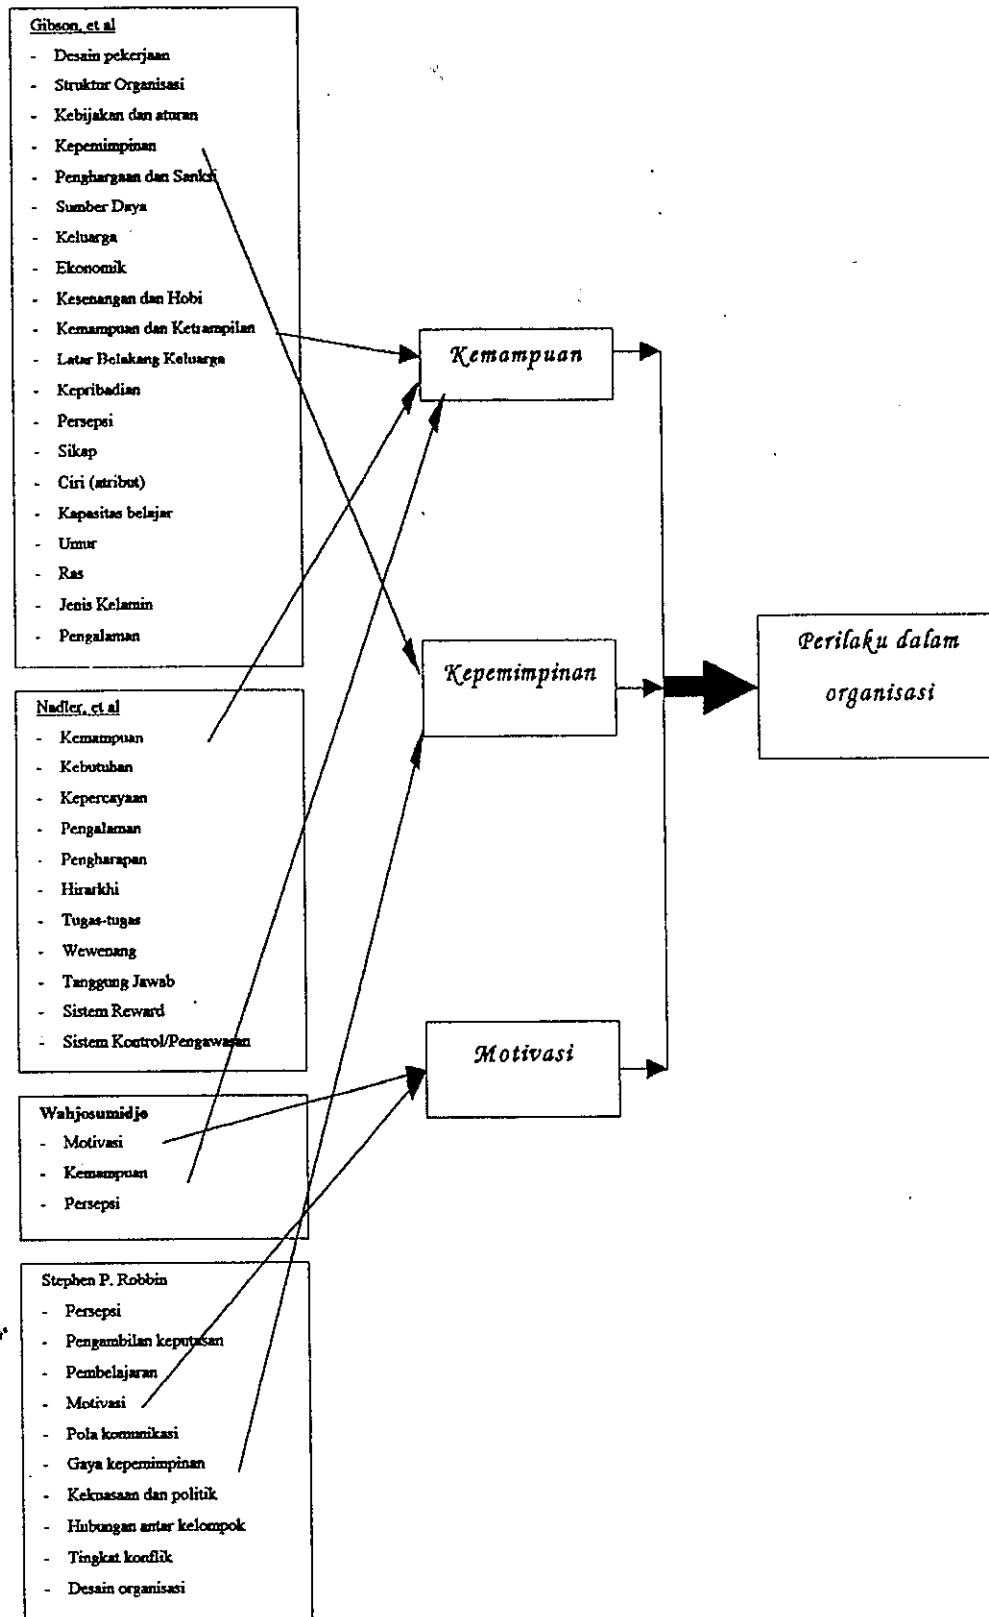 Gibson, et al
- Desain pekerjaan
- Struktur Organisasi
- Kebijakan dan aturan
- Kepemimpinan
- Penghargaan dan Sanksi
- Sumber Daya
- Keluarga
- Ekonomik
- Kesenangan dan Hobi
- Kemampuan dan Ketrampilan
- Latar Belakang Keluarga
- Kepribadian
- Persepsi
- Sikap
- Ciri (atribut)
- Kapasitas belajar
- Umur
- Ras
- Jenis Kelamin
- Pengalaman
Nadler, et al
- Kemampuan
- Kebutuhan
- Kepercayaan
- Pengalaman
- Pengharapan
- Hirarkhi
- Tugas-tugas
- Wewenang
- Tanggung Jawab
- Sistem Reward
- Sistem Kontrol/Pengawasan
Wahjosumidjo
- Motivasi
- Kemampuan
- Persepsi
Stephen P. Robbin
- Persepsi
- Pengambilan keputusan
- Pembelajaran
- Motivasi
- Pola komunikasi
- Gaya kepemimpinan
- Kekuasaan dan politik
- Hubungan antar kelompok
- Tingkat konflik
- Desain organisasi
Kemampuan
Kepemimpinan
Motivasi
Perilaku dalam
organisasi